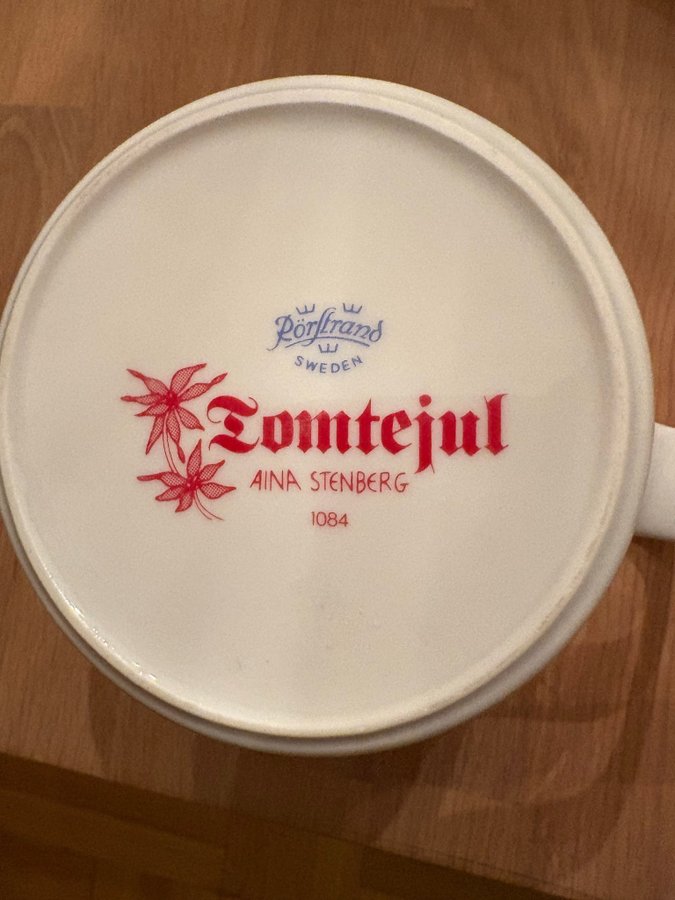 Rörstrand
SWEDEN
Tomtejul
AINA STENBERG
1084